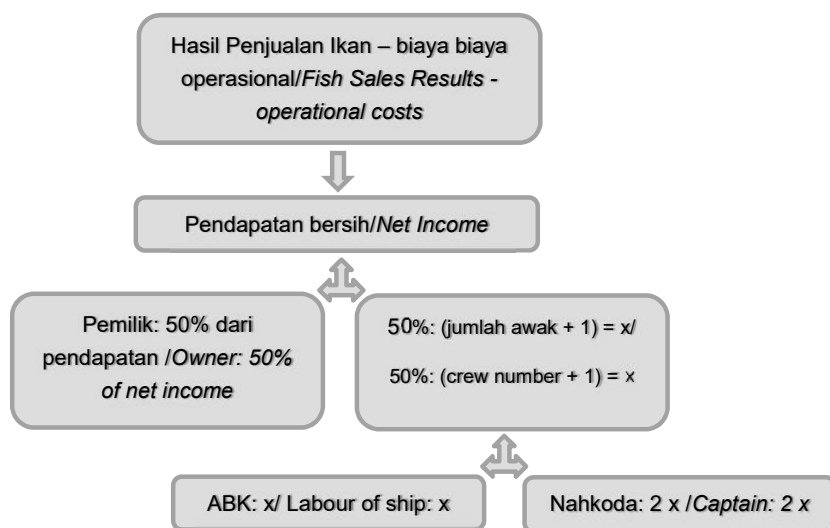 Hasil Penjualan Ikan – biaya biaya
operasional/Fish Sales Results -
operational costs
Pendapatan bersih/Net Income
Pemilik: 50% dari
pendapatan /Owner: 50%
of net income
50%: (jumlah awak + 1) = x/
50%: (crew number + 1) = x
ABK: x/ Labour of ship: x
Nahkoda: 2 x /Captain: 2 x